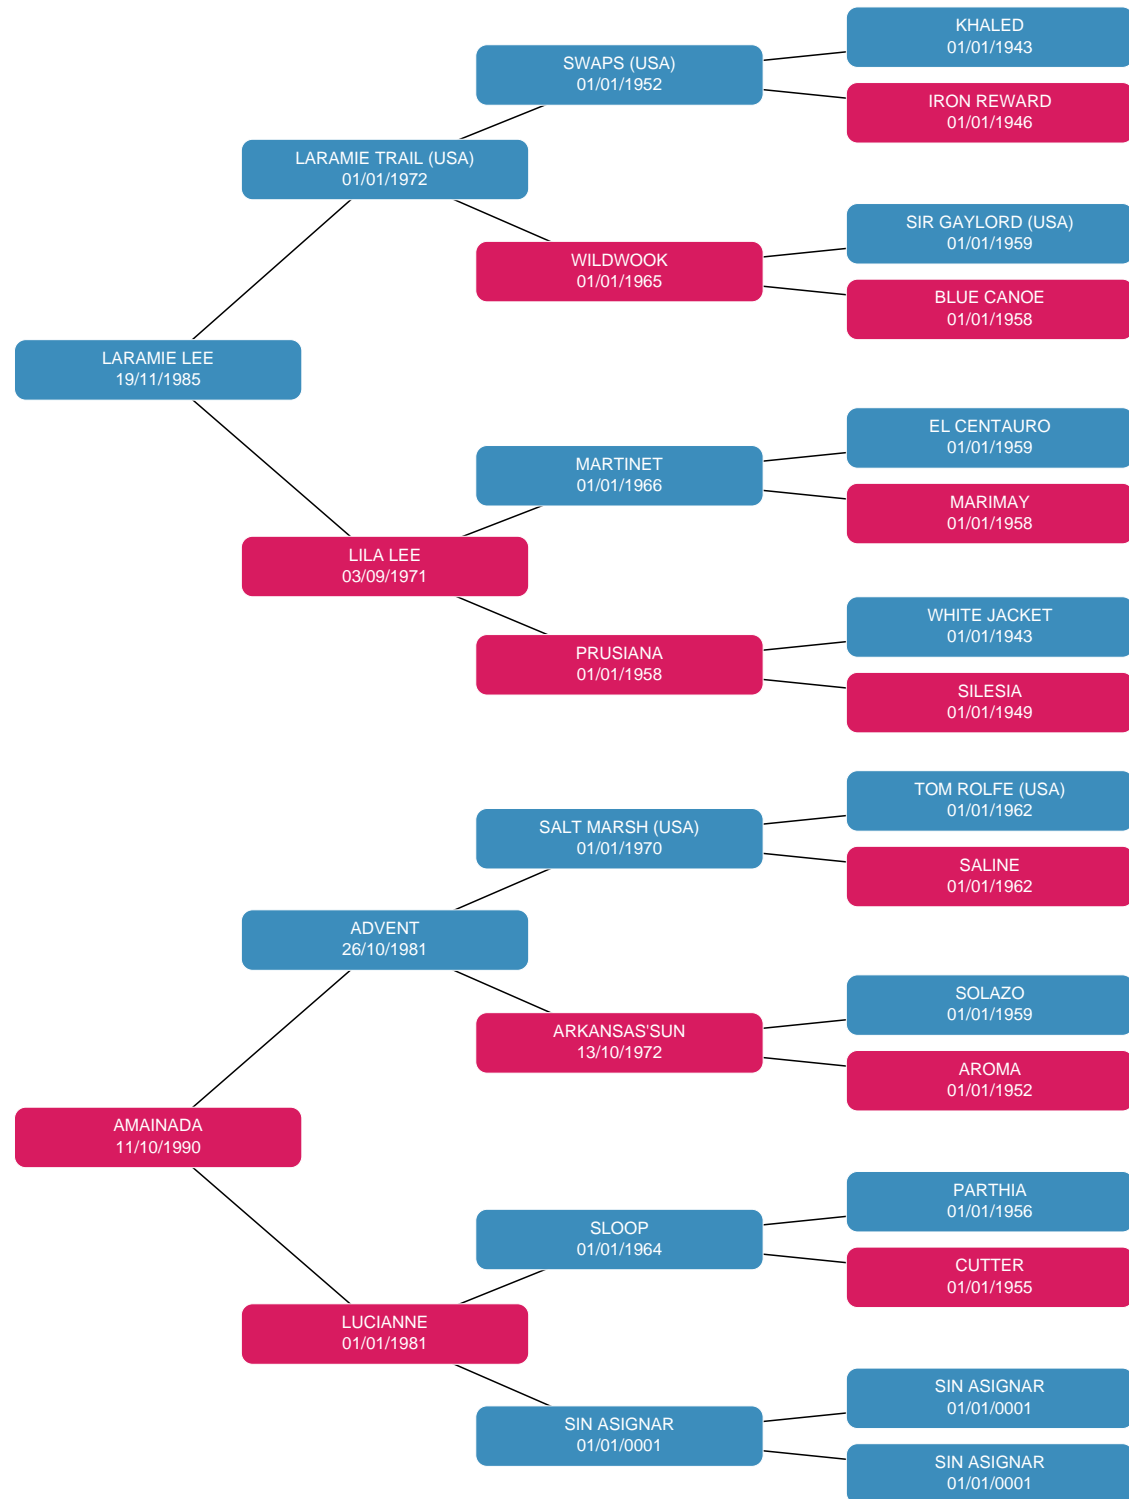 KHALED
01/01/1943
SWAPS (USA)
01/01/1952
IRON REWARD
01/01/1946
LARAMIE TRAIL (USA)
01/01/1972
SIR GAYLORD (USA)
01/01/1959
WILDWOOK
01/01/1965
BLUE CANOE
01/01/1958
LARAMIE LEE
19/11/1985
EL CENTAURO
01/01/1959
MARTINET
01/01/1966
MARIMAY
01/01/1958
LILA LEE
03/09/1971
WHITE JACKET
01/01/1943
PRUSIANA
01/01/1958
SILESIA
01/01/1949
TOM ROLFE (USA)
01/01/1962
SALT MARSH (USA)
01/01/1970
SALINE
01/01/1962
ADVENT
26/10/1981
SOLAZO
01/01/1959
ARKANSAS'SUN
13/10/1972
AROMA
01/01/1952
AMAINADA
11/10/1990
PARTHIA
01/01/1956
SLOOP
01/01/1964
CUTTER
01/01/1955
LUCIANNE
01/01/1981
SIN ASIGNAR
01/01/0001
SIN ASIGNAR
01/01/0001
SIN ASIGNAR
01/01/0001